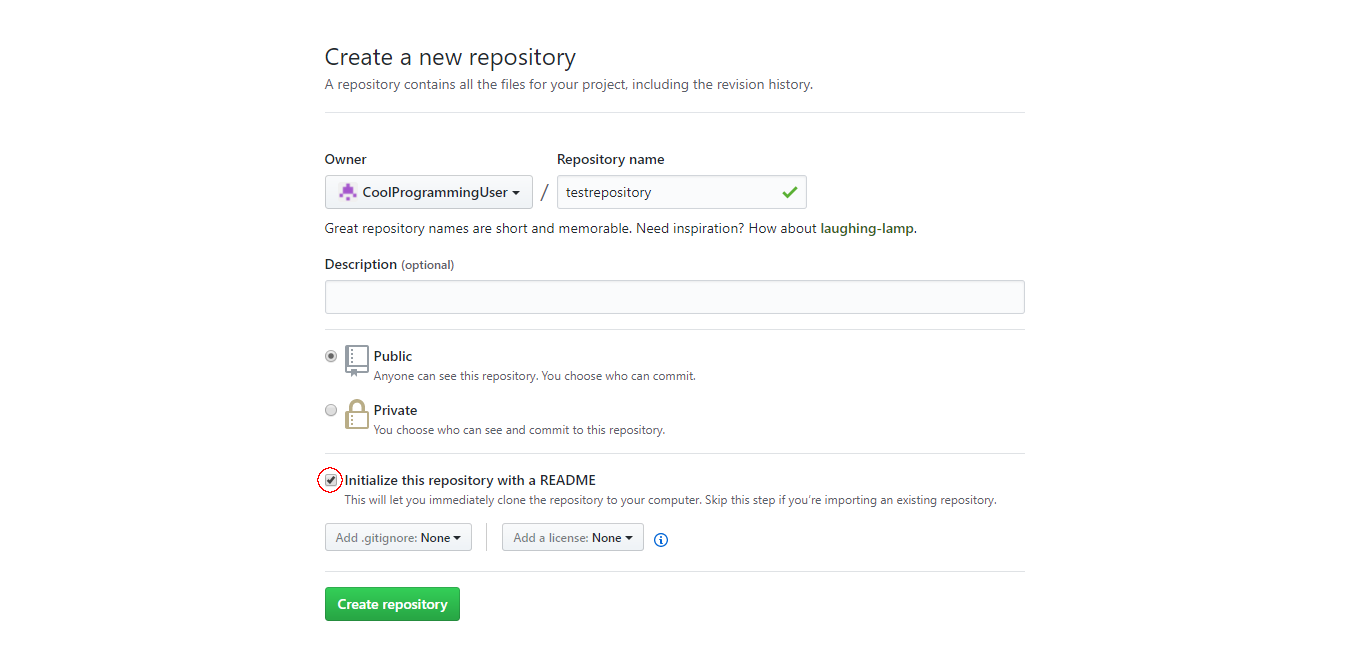 Create a new repository
A repository contains all the files for your project, including the revision history.
Owner Repository name
CoolProgrammingUser / testrepository
Great repository names are short and memorable. Need inspiration? How about laughing-lamp.
Description (optional)
Public
Anyone can see this repository. You choose who can commit.
Private
You choose who can see and commit to this repository.
Initialize this repository with a README
This will let you immediately clone the repository to your computer. Skip this step if you’re importing an existing repository.
Add .gitignore: None Add a license: None
Create repository